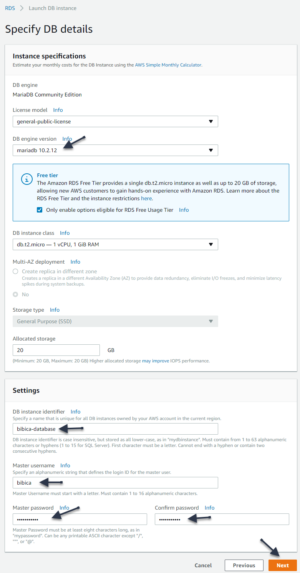 RDS > Launch DB instance
Specify DB details
Instance specifications
Estimate your monthly costs for the DB Instance using the AWS Simple Monthly Calculator.
DB engine
MariaDB Community Edition
License model Info
general-public-license
DB engine version Info
mariadb 10.2.12
Free tier
The Amazon RDS Free Tier provides a single db.t2.micro instance as well as up to 20 GB of storage,
allowing new AWS customers to gain hands-on experience with Amazon RDS. Learn more about the
RDS Free Tier and the instance restrictions here.
Only enable options eligible for RDS Free Usage Tier Info
DB instance class Info
db.t2.micro — 1 vCPU, 1 GiB RAM
Multi-AZ deployment Info
Create replica in different zone
Creates a replica in a different Availability Zone (AZ) to provide data redundancy, eliminate I/O freezes, and minimize latency
spikes during system backups.
No
Storage type Info
General Purpose (SSD)
Allocated storage
20 GB
(Minimum: 20 GB, Maximum: 20 GB) Higher allocated storage may improve IOPS performance
Settings
DB instance identifier Info
Specify a name that is unique for all DB instances owned by your AWS account in the current region.
bibica-database
DB instance identifier is case insensitive, but stored as all lower-case, as in "mydbinstance". Must contain from 1 to 63 alphanumeric
characters or hyphens (1 to 15 for SQL Server). First character must be a letter. Cannot end with a hyphen or contain two
consecutive hyphens.
Master username Info
Specify an alphanumeric string that defines the login ID for the master user.
bibica
Master Username must start with a letter. Must contain 1 to 16 alphanumeric characters.
Master password Info Confirm password Info
Master Password must be at least eight characters long, as in
"mypassword". Can be any printable ASCII character except "/",
"", or "@"
Cancel Previous Next